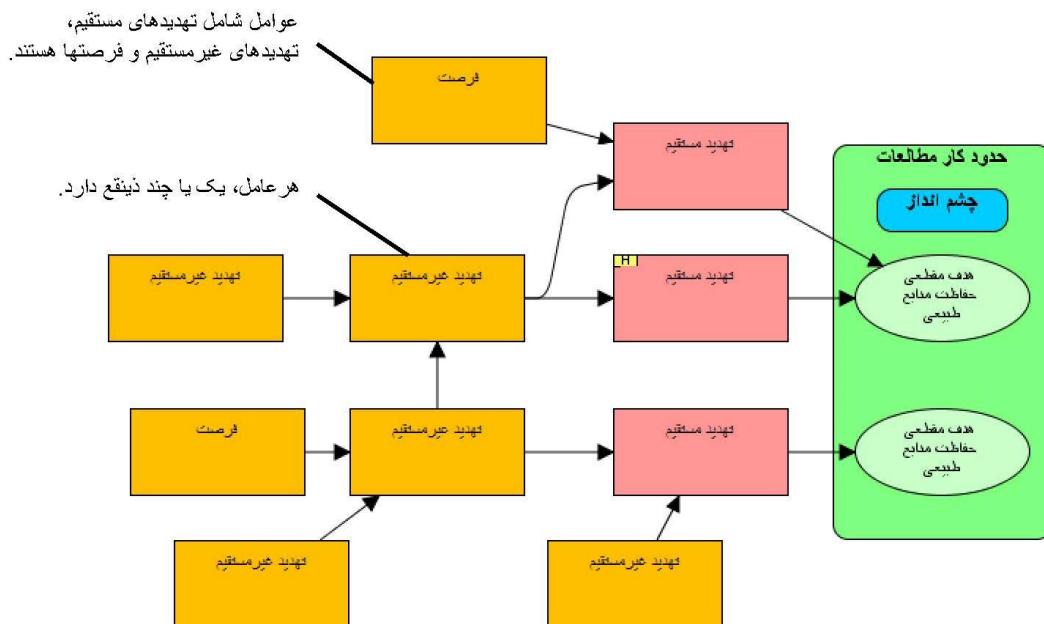 عوامل شامل تهدیدهای مستقیم،
تهدیدهای غیرمستقیم و فرصتها هستند.
فرصت
تهدید مستقیم
حدود کار مطالعات
چشم انداز
هرعامل، یک یا چند ذینقع دارد.
تهدید غیرمستقیم
تهدید غیرمستقیم
H
تهدید مستقیم
هدف مقطعی
حفاظت منابع
طبیعی
فرصت
تهدید غیرمستقیم
تهدید مستقیم
هدف مقطعی
حفاظت منابع
طبیعی
تهدید غیرمستقیم
تهدید غیرمستقیم